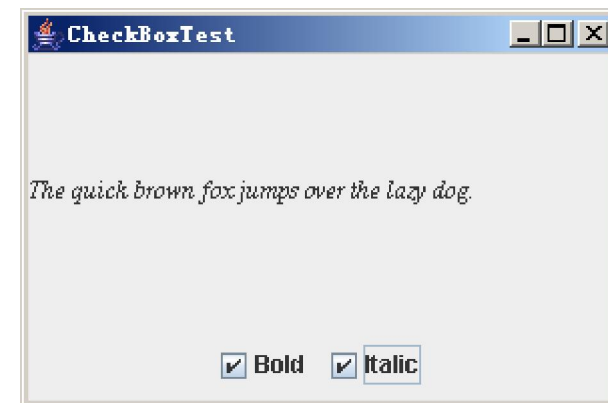 CheckBoxTest
The quick brown fox jumps over the lazy dog.
Bold Italic